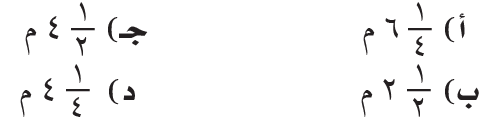 أ) ٦ ١/٤ م جـ) ٤ ١/٢ م
ب) ٢ ١/٢ م د) ٤ ١/٤ م